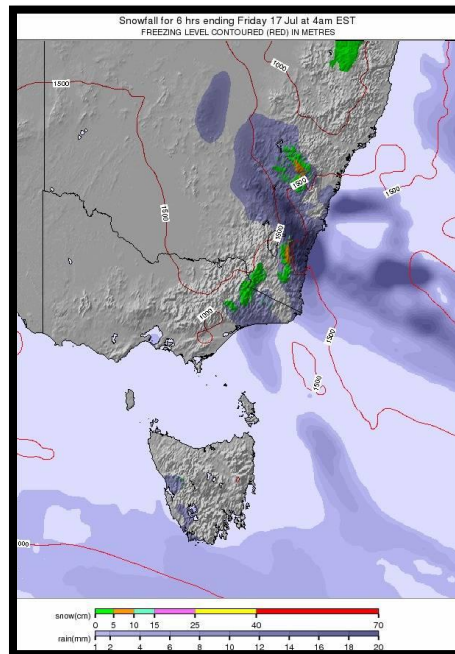 Snowfall for 6 hrs ending Friday 17 Jul at 4am EST
FREEZING LEVEL CONTOURED (RED) IN METRES
1000
1500
1500
1500
1500
1500
1000
1500
1500
000
snow(cm)
0 5 10 15 25 40 70
rain(mm)
1 2 4 6 8 10 12 14 16 18 20